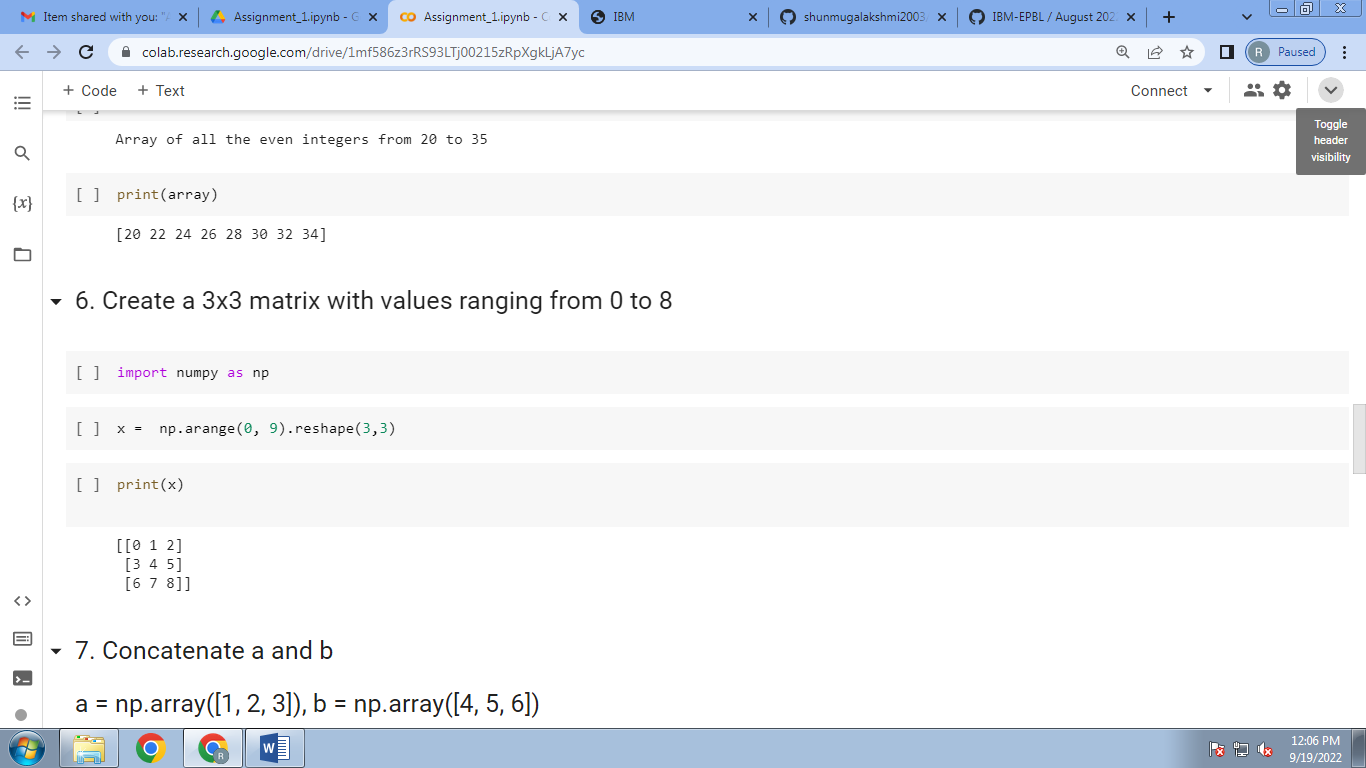 Item shared with you: "A
Assignment_1.ipynb - G
Assignment_1.ipynb - C
IBM
shunmugalakshmi2003
IBM-EPBL / August 202
colab.research.google.com/drive/1mf586z3rRS93LTj00215zRpXgkLjA7yc
R Paused
+ Code + Text
Connect
Toggle
header
visibility
Array of all the even integers from 20 to 35
[ ] print(array)
[20 22 24 26 28 30 32 34]
6. Create a 3x3 matrix with values ranging from 0 to 8
[ ] import numpy as np
[ ] x =  np.arange(0, 9).reshape(3,3)
[ ] print(x)
[[0 1 2]
 [3 4 5]
 [6 7 8]]
7. Concatenate a and b
a = np.array([1, 2, 3]), b = np.array([4, 5, 6])
{x}
12:06 PM
9/19/2022